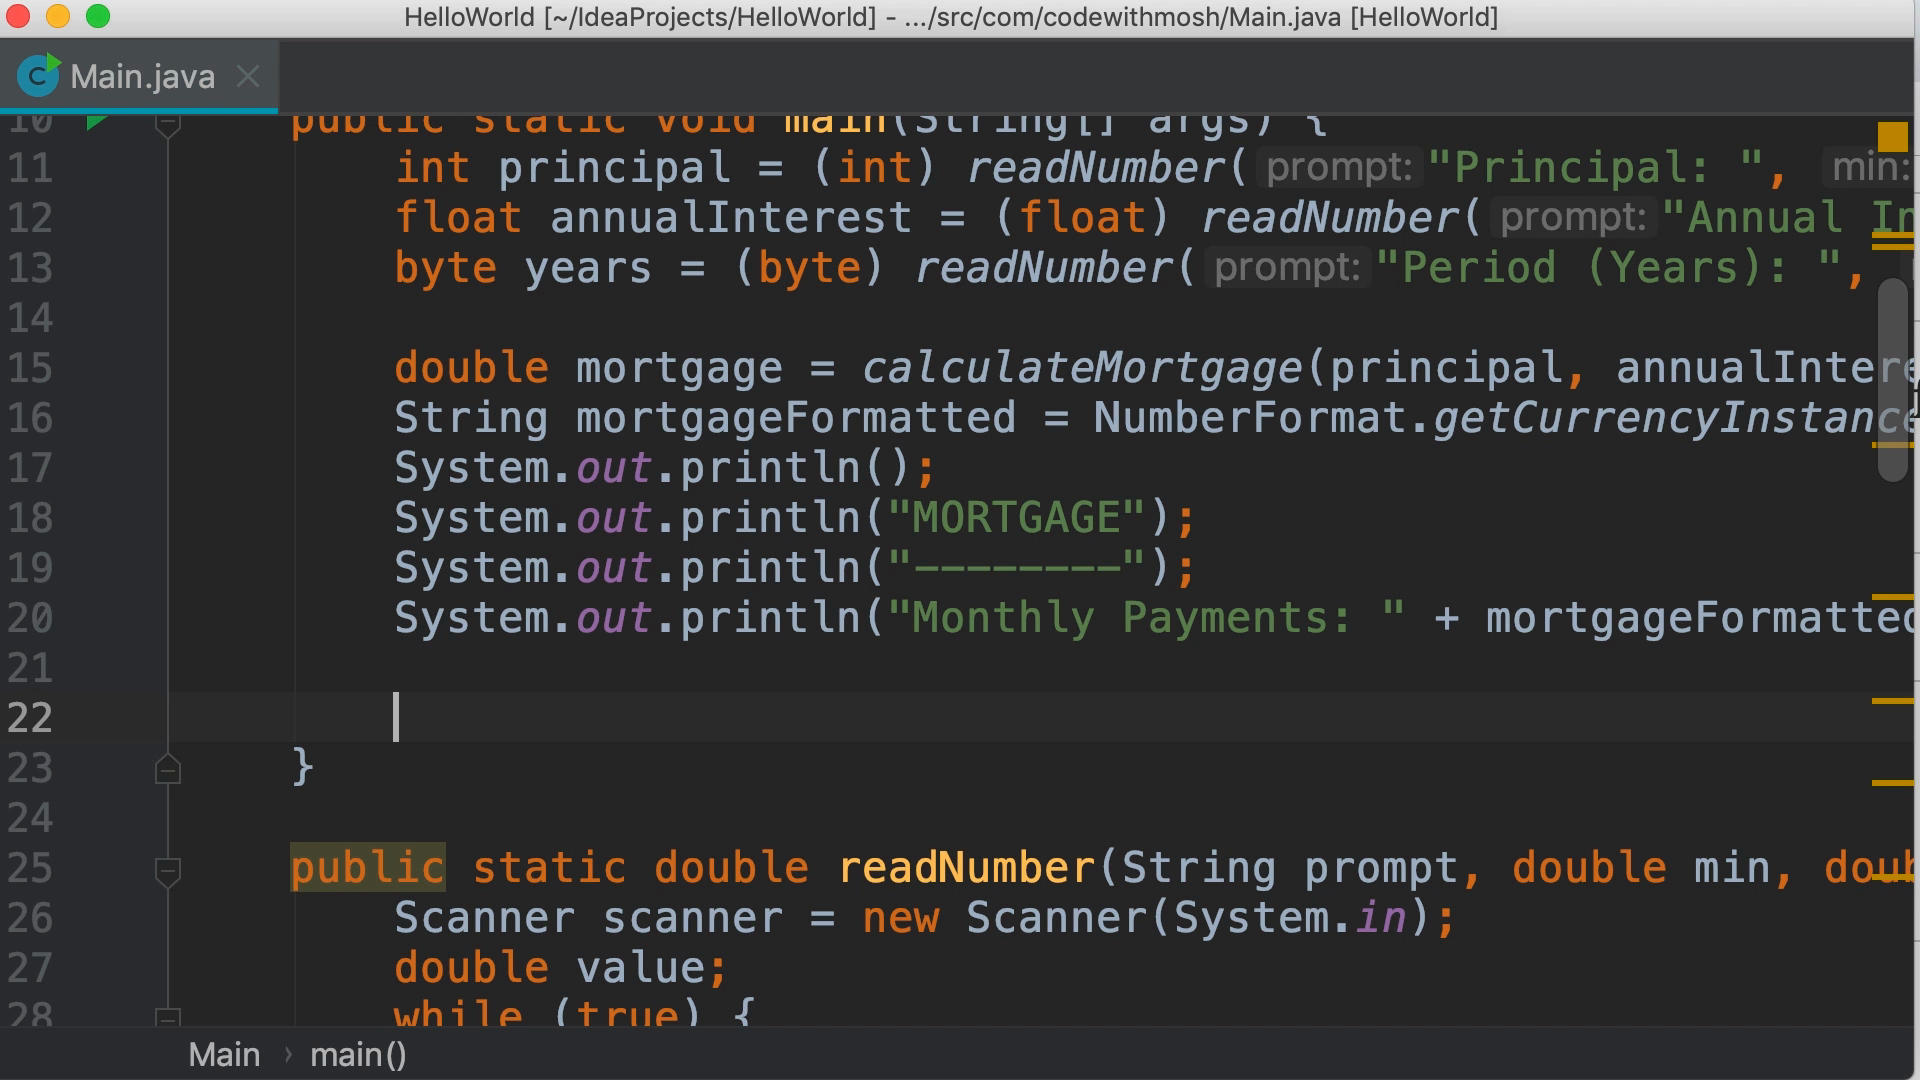 HelloWorld [~/IdeaProjects/HelloWorld] - .../src/com/codewithmosh/Main.java [HelloWorld]
C Main.java
10 public static void main(String[] args) {
11 int principal = (int) readNumber( prompt: "Principal: ", min:
12 float annualInterest = (float) readNumber( prompt: "Annual In
13 byte years = (byte) readNumber( prompt: "Period (Years): ",
14
15 double mortgage = calculateMortgage(principal, annualIntere
16 String mortgageFormatted = NumberFormat.getCurrencyInstance
17 System.out.println();
18 System.out.println("MORTGAGE");
19 System.out.println("--------");
20 System.out.println("Monthly Payments: " + mortgageFormatted
21
22
23 }
24
25 public static double readNumber(String prompt, double min, doub
26 Scanner scanner = new Scanner(System.in);
27 double value;
28 while (true) {
Main › main()